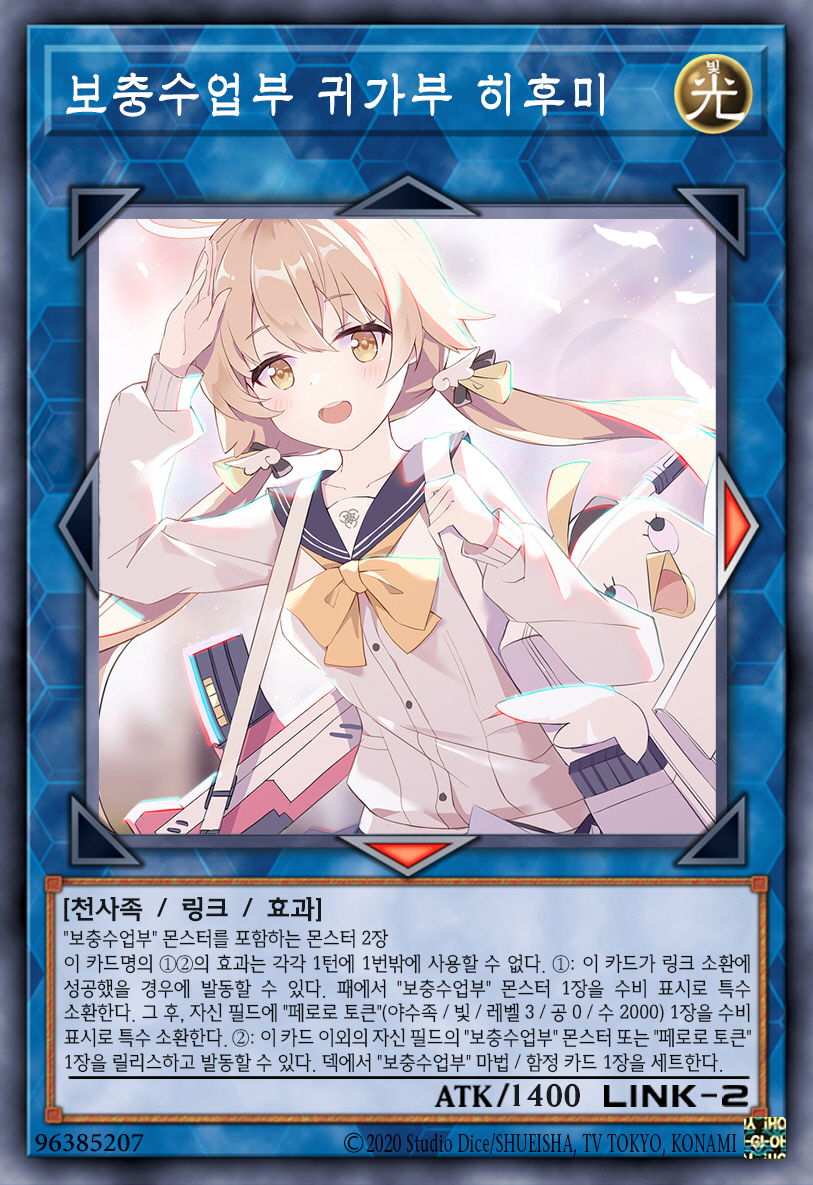 보충수업부 귀가부 히후미
빛
光
[천사족 / 링크 / 효과]
"보충수업부" 몬스터를 포함하는 몬스터 2장
이 카드명의 ①②의 효과는 각각 1턴에 1번밖에 사용할 수 없다. ①: 이 카드가 링크 소환에
성공했을 경우에 발동할 수 있다. 패에서 "보충수업부" 몬스터 1장을 수비 표시로 특수
소환한다. 그 후, 자신 필드에 "페로로 토큰"(야수족 / 빛 / 레벨 3 / 공 0 / 수 2000) 1장을 수비
표시로 특수 소환한다. ②: 이 카드 이외의 자신 필드의 "보충수업부" 몬스터 또는 "페로로 토큰"
1장을 릴리스하고 발동할 수 있다. 덱에서 "보충수업부" 마법 / 함정 카드 1장을 세트한다.
ATK/1400 LINK-2
96385207 ©2020 Studio Dice/SHUEISHA, TV TOKYO, KONAMI